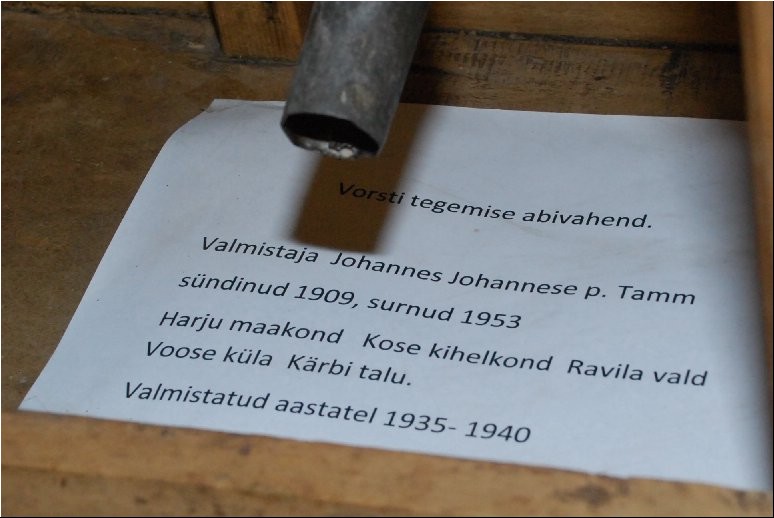 Vorsti tegemise abivahend.
Valmistaja Johannes Johannese p. Tamm
sündinud 1909, surnud 1953
Harju maakond Kose kihelkond Ravila vald
Voose küla Kärbi talu.
Valmistatud aastatel 1935- 1940